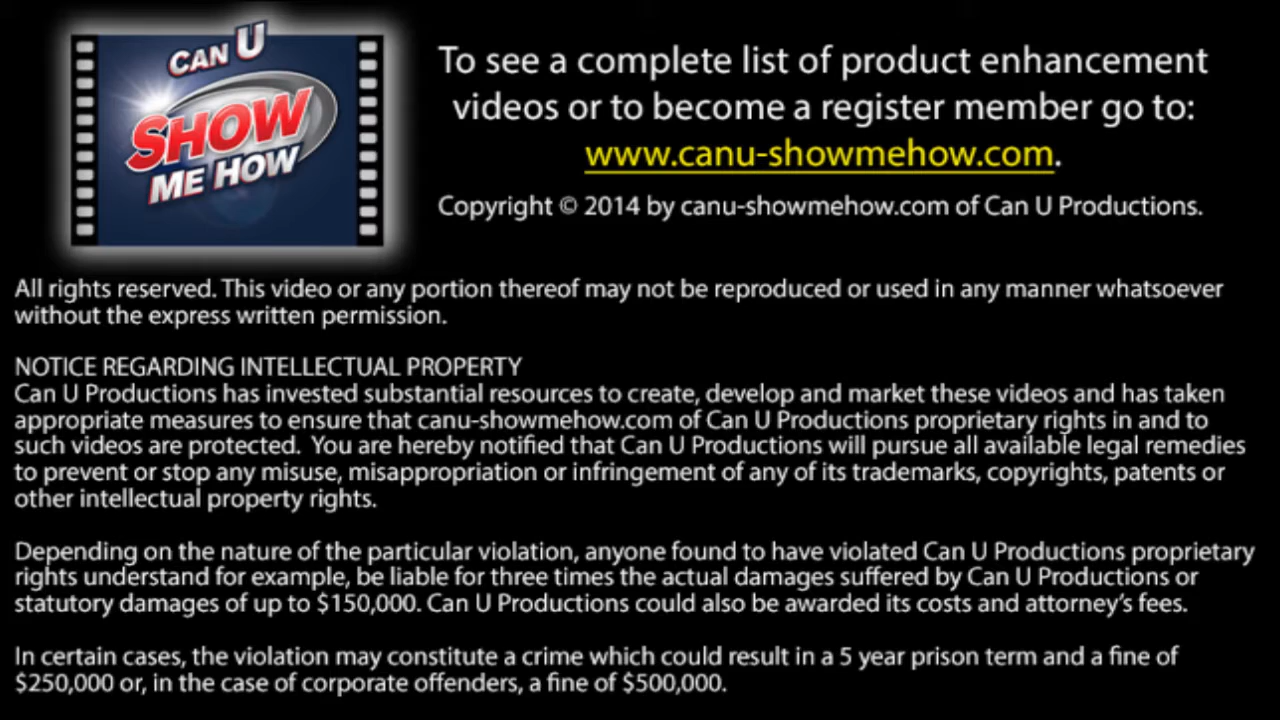 CAN U
SHOW
ME HOW
To see a complete list of product enhancement
videos or to become a register member go to:
www.canu-showmehow.com.
Copyright © 2014 by canu-showmehow.com of Can U Productions.
All rights reserved. This video or any portion thereof may not be reproduced or used in any manner whatsoever
without the express written permission.
NOTICE REGARDING INTELLECTUAL PROPERTY
Can U Productions has invested substantial resources to create, develop and market these videos and has taken
appropriate measures to ensure that canu-showmehow.com of Can U Productions proprietary rights in and to
such videos are protected.  You are hereby notified that Can U Productions will pursue all available legal remedies
to prevent or stop any misuse, misappropriation or infringement of any of its trademarks, copyrights, patents or
other intellectual property rights.
Depending on the nature of the particular violation, anyone found to have violated Can U Productions proprietary
rights understand for example, be liable for three times the actual damages suffered by Can U Productions or
statutory damages of up to $150,000. Can U Productions could also be awarded its costs and attorney’s fees.
In certain cases, the violation may constitute a crime which could result in a 5 year prison term and a fine of
$250,000 or, in the case of corporate offenders, a fine of $500,000.